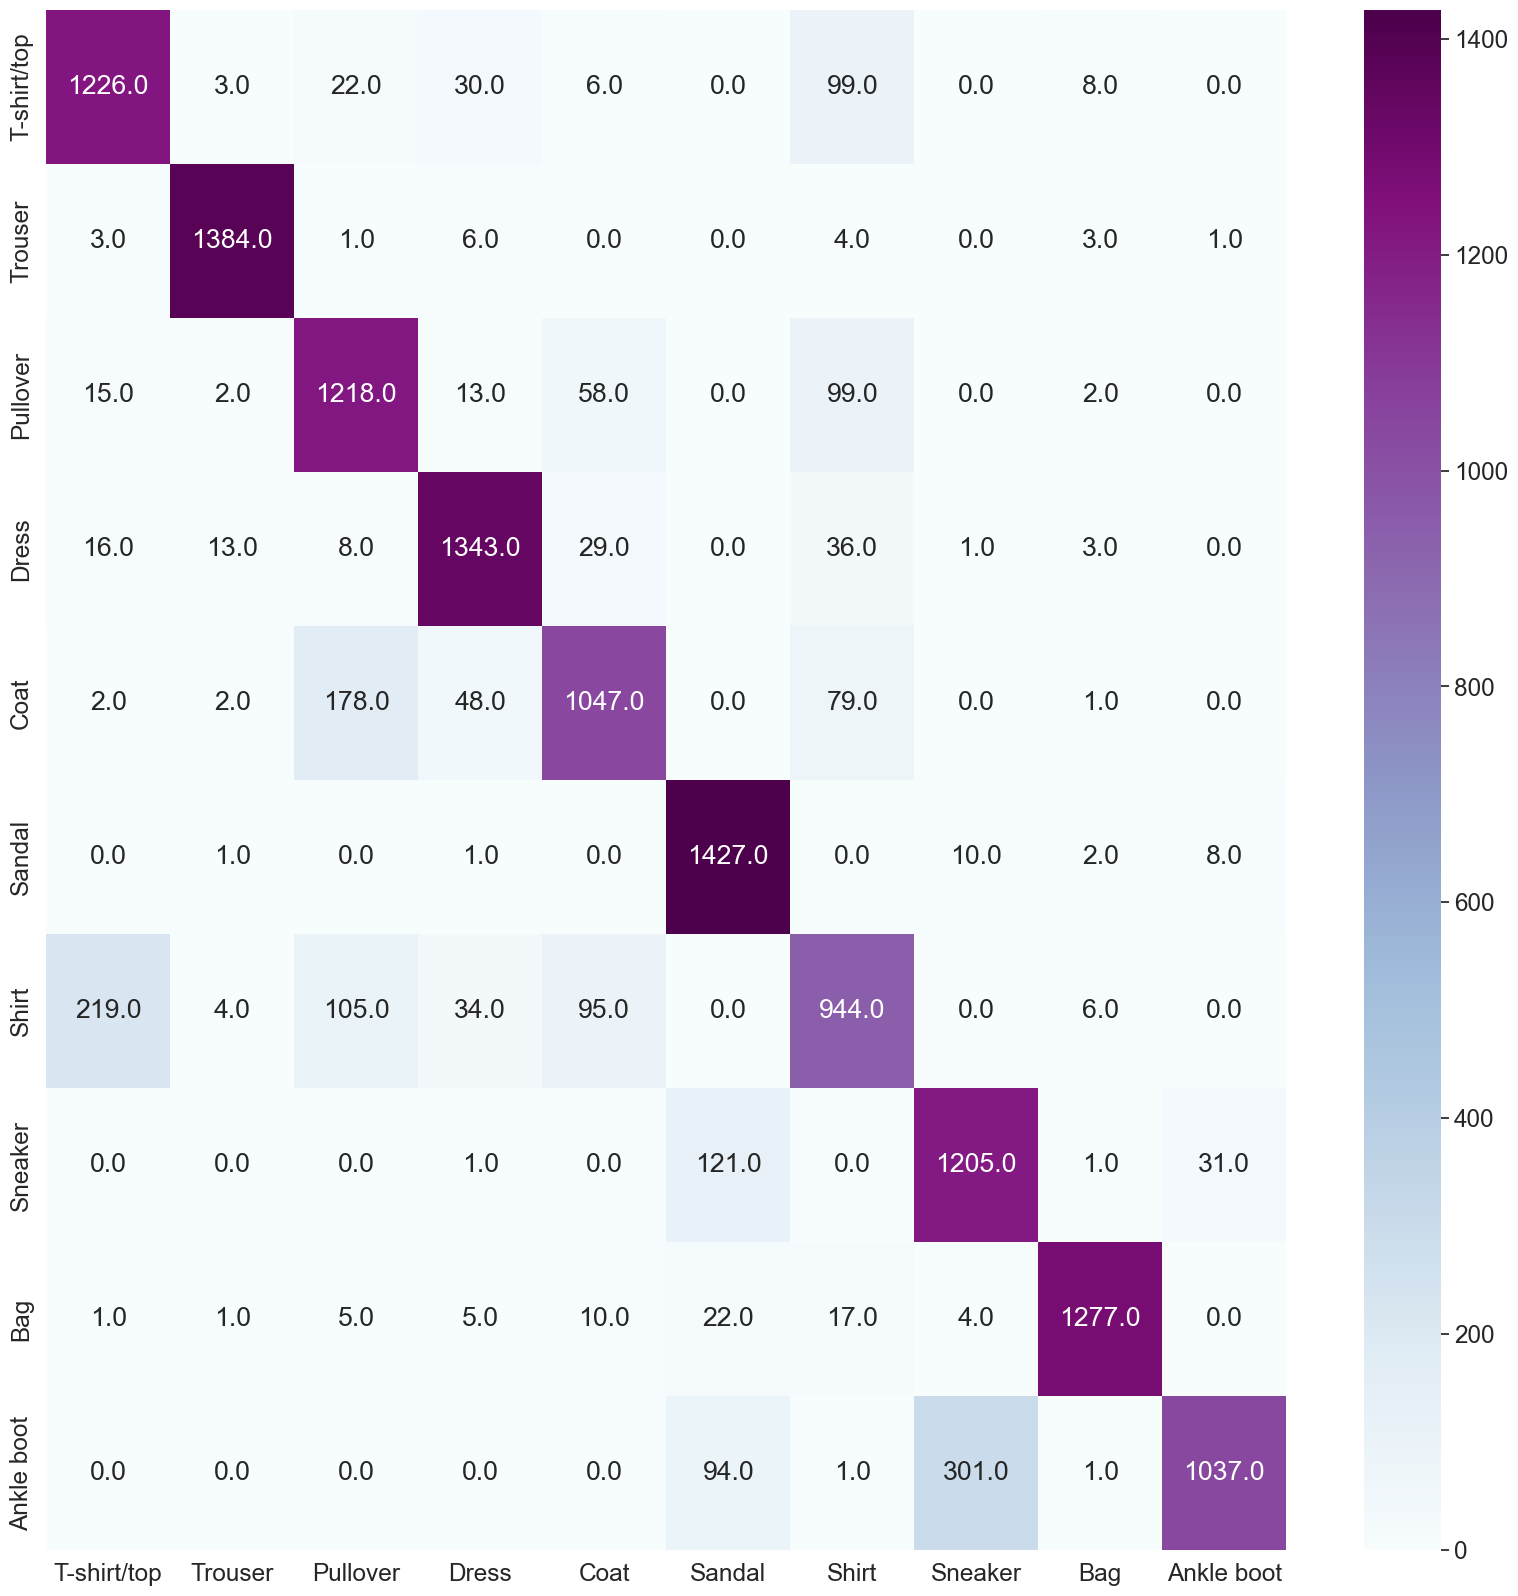 T-shirt/top 1226.0 3.0 22.0 30.0 6.0 0.0 99.0 0.0 8.0 0.0
Trouser 3.0 1384.0 1.0 6.0 0.0 0.0 4.0 0.0 3.0 1.0
Pullover 15.0 2.0 1218.0 13.0 58.0 0.0 99.0 0.0 2.0 0.0
Dress 16.0 13.0 8.0 1343.0 29.0 0.0 36.0 1.0 3.0 0.0
Coat 2.0 2.0 178.0 48.0 1047.0 0.0 79.0 0.0 1.0 0.0
Sandal 0.0 1.0 0.0 1.0 0.0 1427.0 0.0 10.0 2.0 8.0
Shirt 219.0 4.0 105.0 34.0 95.0 0.0 944.0 0.0 6.0 0.0
Sneaker 0.0 0.0 0.0 1.0 0.0 121.0 0.0 1205.0 1.0 31.0
Bag 1.0 1.0 5.0 5.0 10.0 22.0 17.0 4.0 1277.0 0.0
Ankle boot 0.0 0.0 0.0 0.0 0.0 94.0 1.0 301.0 1.0 1037.0
T-shirt/top Trouser Pullover Dress Coat Sandal Shirt Sneaker Bag Ankle boot
1400
1200
1000
800
600
400
200
0